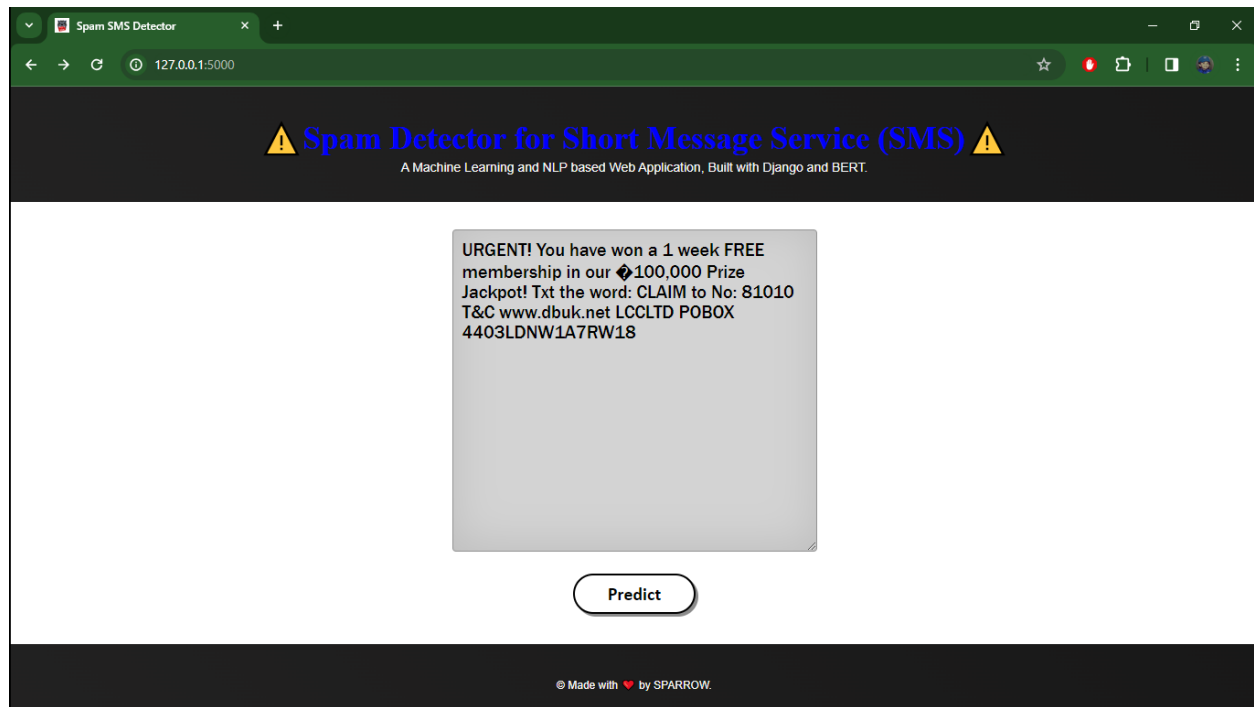 Spam SMS Detector
127.0.0.1:5000
⚠️ Spam Detector for Short Message Service (SMS) ⚠️
A Machine Learning and NLP based Web Application, Built with Django and BERT.
URGENT! You have won a 1 week FREE
membership in our �100,000 Prize
Jackpot! Txt the word: CLAIM to No: 81010
T&C www.dbuk.net LCCLTD POBOX
4403LDNW1A7RW18
Predict
© Made with ❤️ by SPARROW.